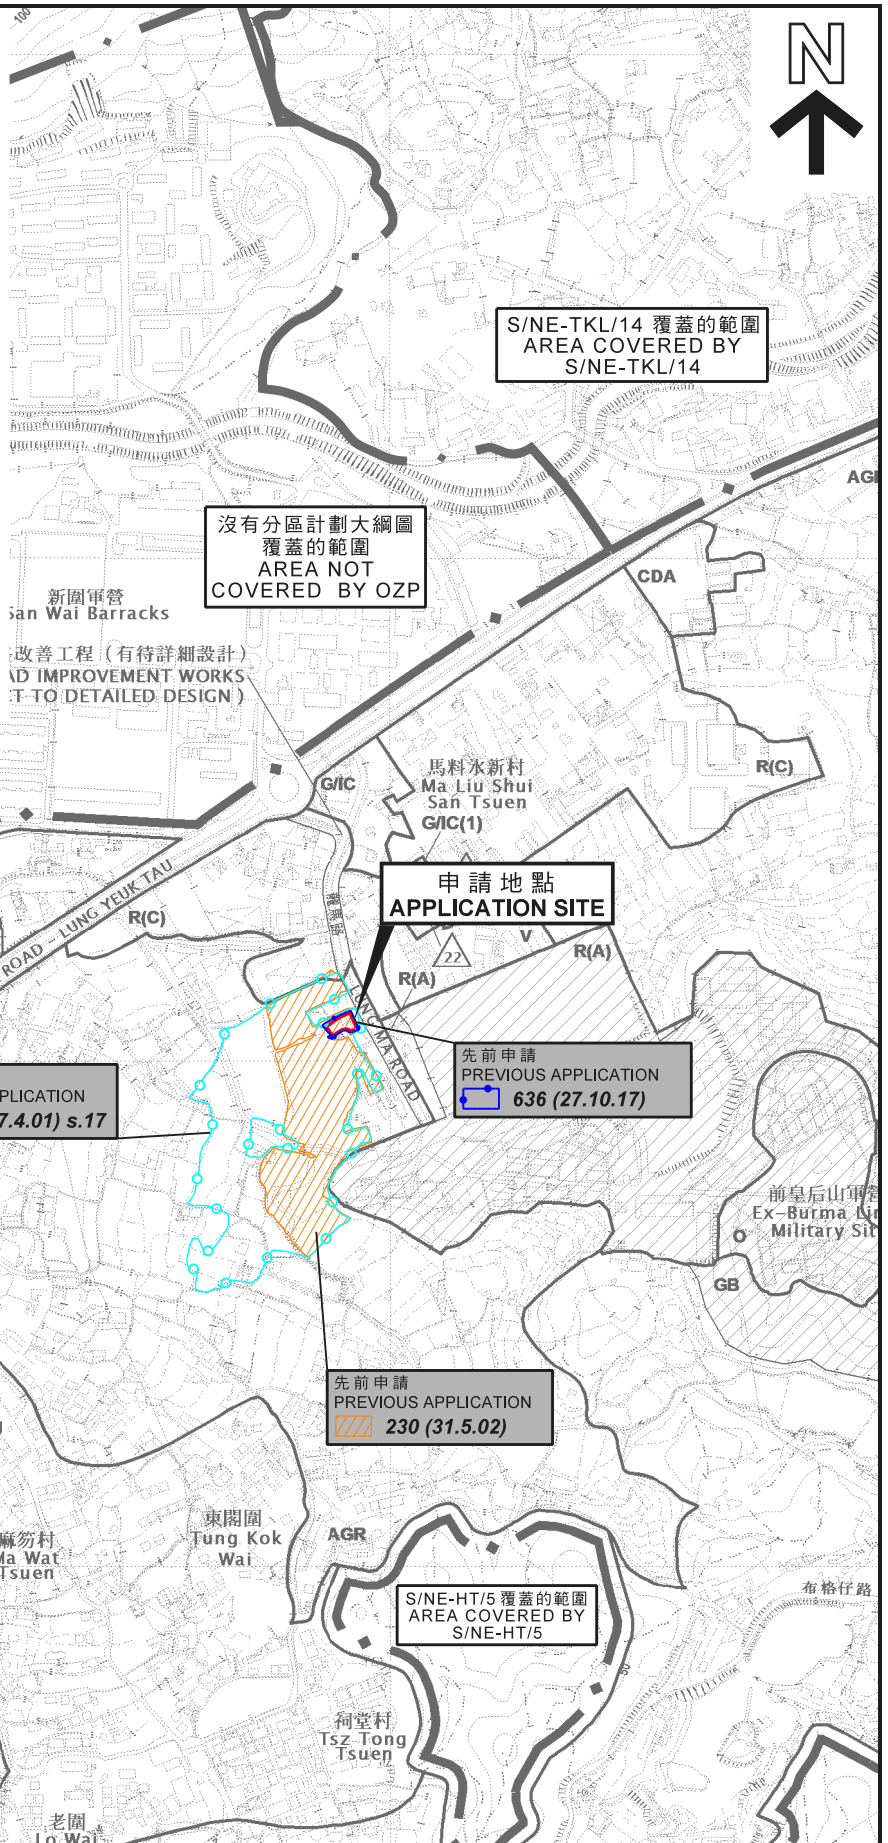 100
N
S/NE-TKL/14 覆蓋的範圍
AREA COVERED BY
S/NE-TKL/14
沒有分區計劃大綱圖
覆蓋的範圍
AREA NOT
COVERED BY OZP
CDA
新圍軍營
San Wai Barracks
改善工程（有待詳細設計）
AD IMPROVEMENT WORKS
CT TO DETAILED DESIGN )
G/IC
馬料水新村
Ma Liu Shui
San Tsuen
G/IC(1)
R(C)
申請地點
APPLICATION SITE
ROAD - LUNG YEUK TAU
R(C)
龍馬路
22
V
R(A)
R(A)
LUNG MA ROAD
先前申請
PREVIOUS APPLICATION
636 (27.10.17)
PLICATION
7.4.01) s.17
前皇后山軍營
Ex-Burma Lin
Military Sit
O
GB
先前申請
PREVIOUS APPLICATION
230 (31.5.02)
東閣圍
Tung Kok
Wai
麻笏村
Ma Wat
Tsuen
AGR
S/NE-HT/5 覆蓋的範圍
AREA COVERED BY
S/NE-HT/5
布格仔路
50
祠堂村
Tsz Tong
Tsuen
老圍
Lo Wai